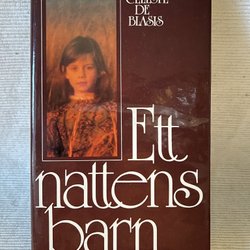 CELESTE
DE
BLASIS
Ett
nattens
barn